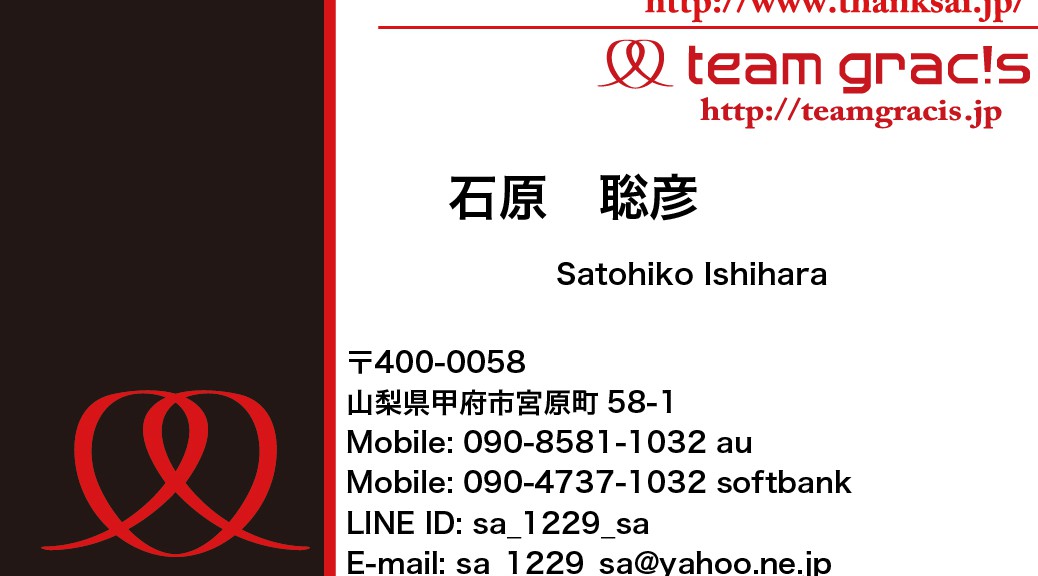 http://www.thanksai.jp/
team grac!s
http://teamgracis.jp
石原　聡彦
Satohiko Ishihara
〒400-0058
山梨県甲府市宮原町 58-1
Mobile: 090-8581-1032 au
Mobile: 090-4737-1032 softbank
LINE ID: sa_1229_sa
E-mail: sa_1229_sa@yahoo.ne.jp